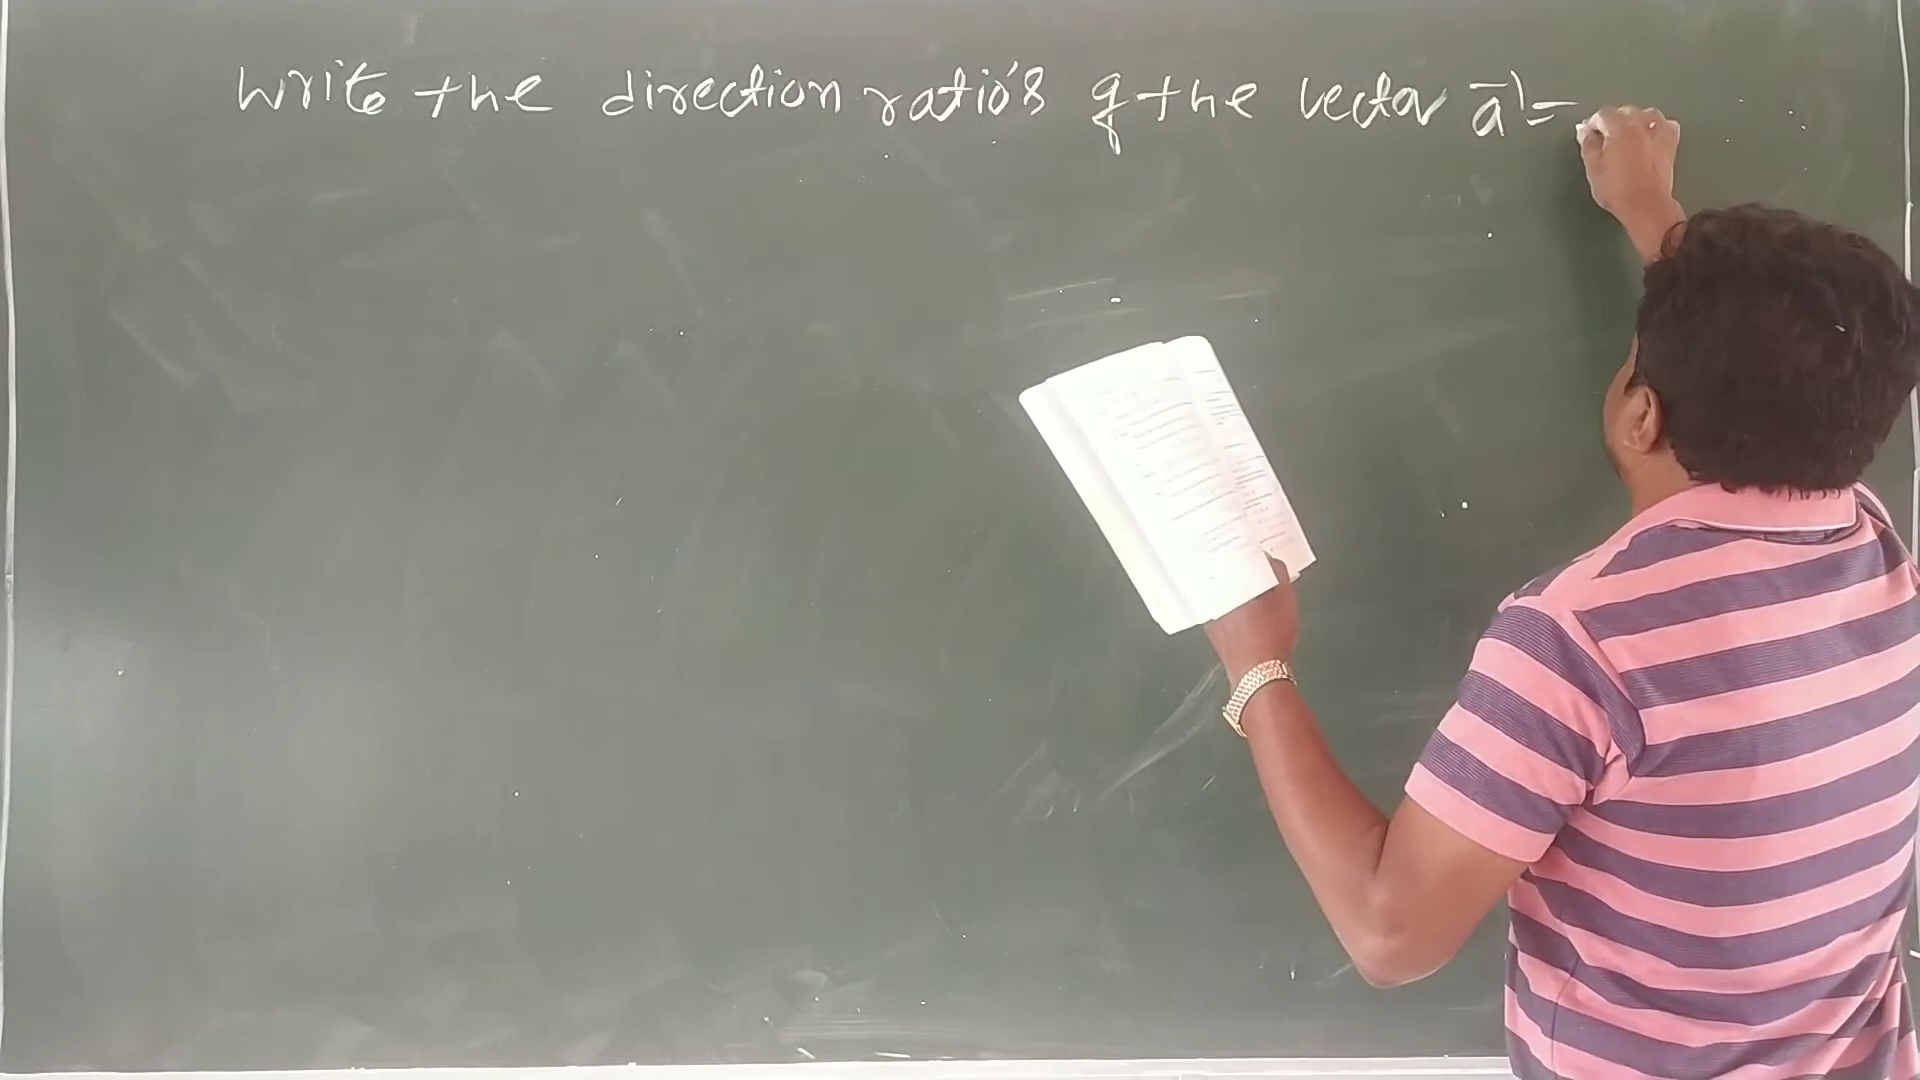 Write the direction ratio's of the vector a⃗ =